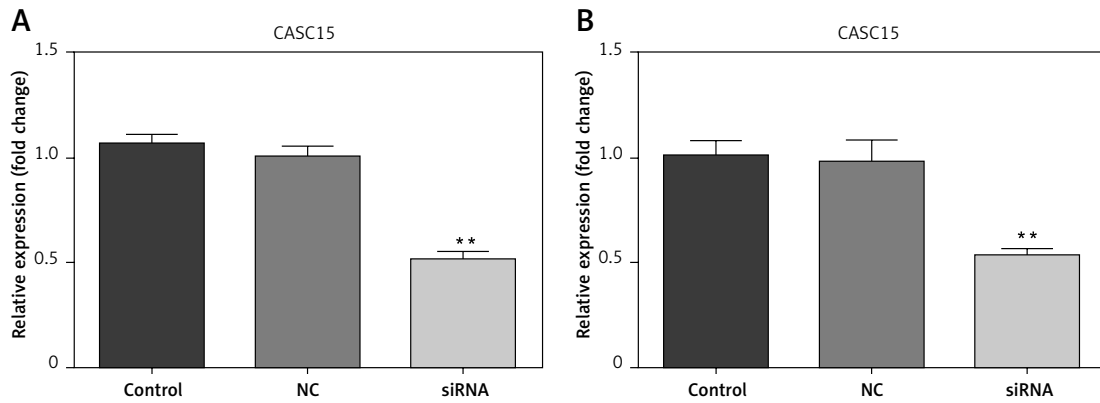 A
CASC15
Relative expression (fold change)
1.5
1.0
0.5
0
**
Control NC siRNA
B
CASC15
Relative expression (fold change)
1.5
1.0
0.5
0
**
Control NC siRNA